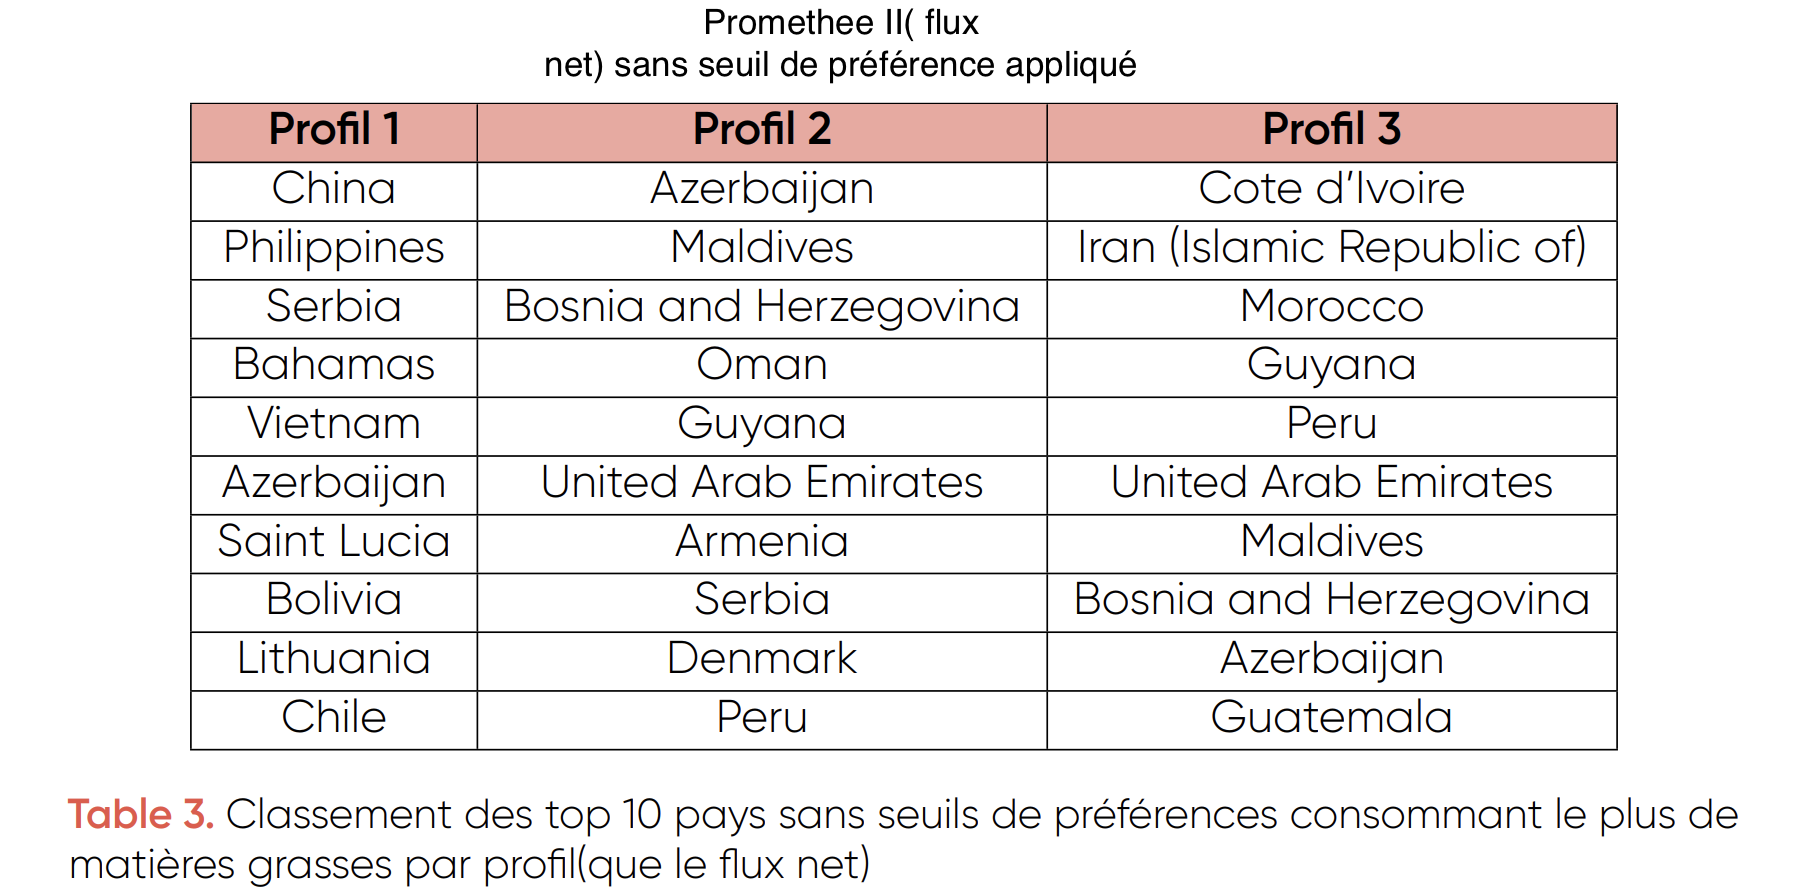 Promethee II( flux
net) sans seuil de préférence appliqué
Profil 1 Profil 2 Profil 3
China Azerbaijan Cote d’Ivoire
Philippines Maldives Iran (Islamic Republic of)
Serbia Bosnia and Herzegovina Morocco
Bahamas Oman Guyana
Vietnam Guyana Peru
Azerbaijan United Arab Emirates United Arab Emirates
Saint Lucia Armenia Maldives
Bolivia Serbia Bosnia and Herzegovina
Lithuania Denmark Azerbaijan
Chile Peru Guatemala
Table 3. Classement des top 10 pays sans seuils de préférences consommant le plus de
matières grasses par profil(que le flux net)